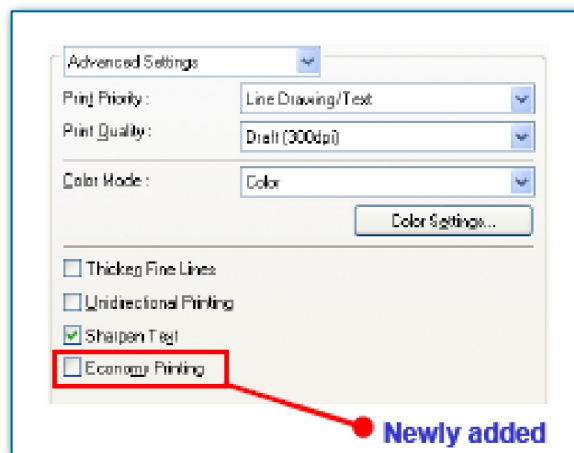 Advanced Settings
Print Priority : Line Drawing/Text
Print Quality : Draft (300dpi)
Color Mode : Color
Color Settings...
Thicken Fine Lines
Unidirectional Printing
Sharpen Text
Economy Printing
Newly added